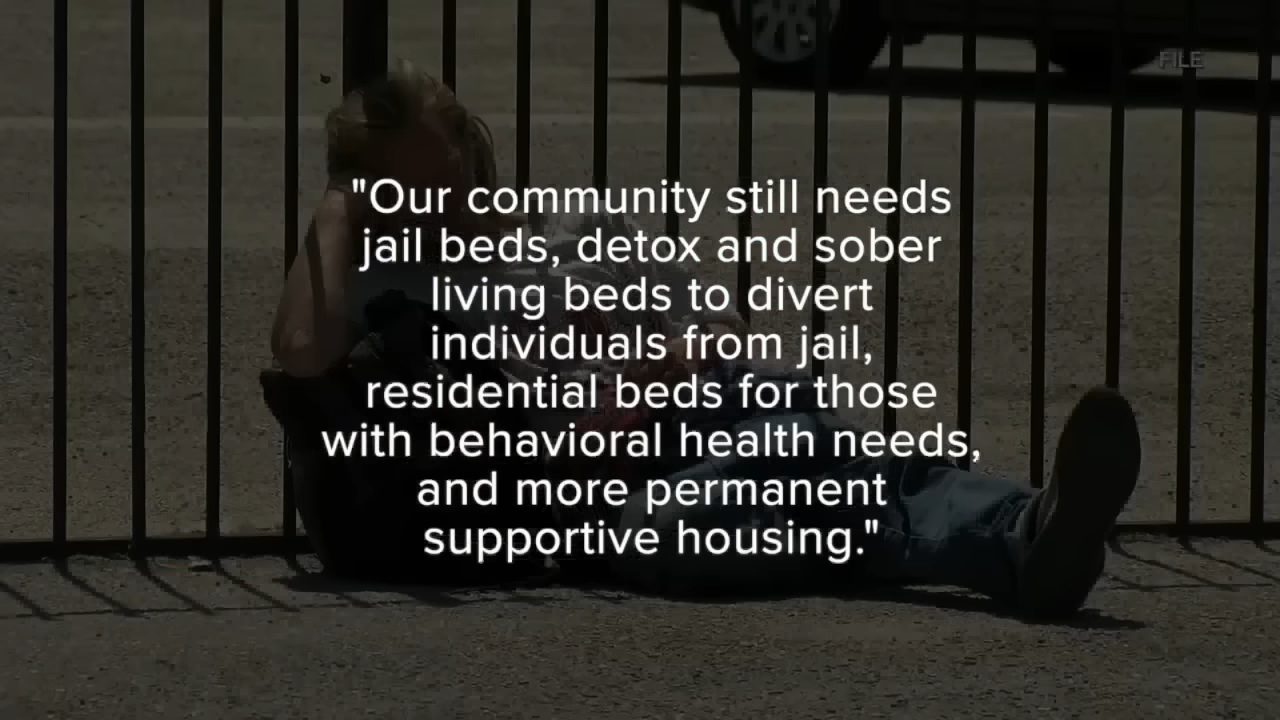 FILE
"Our community still needs
jail beds, detox and sober
living beds to divert
individuals from jail,
residential beds for those
with behavioral health needs,
and more permanent
supportive housing."